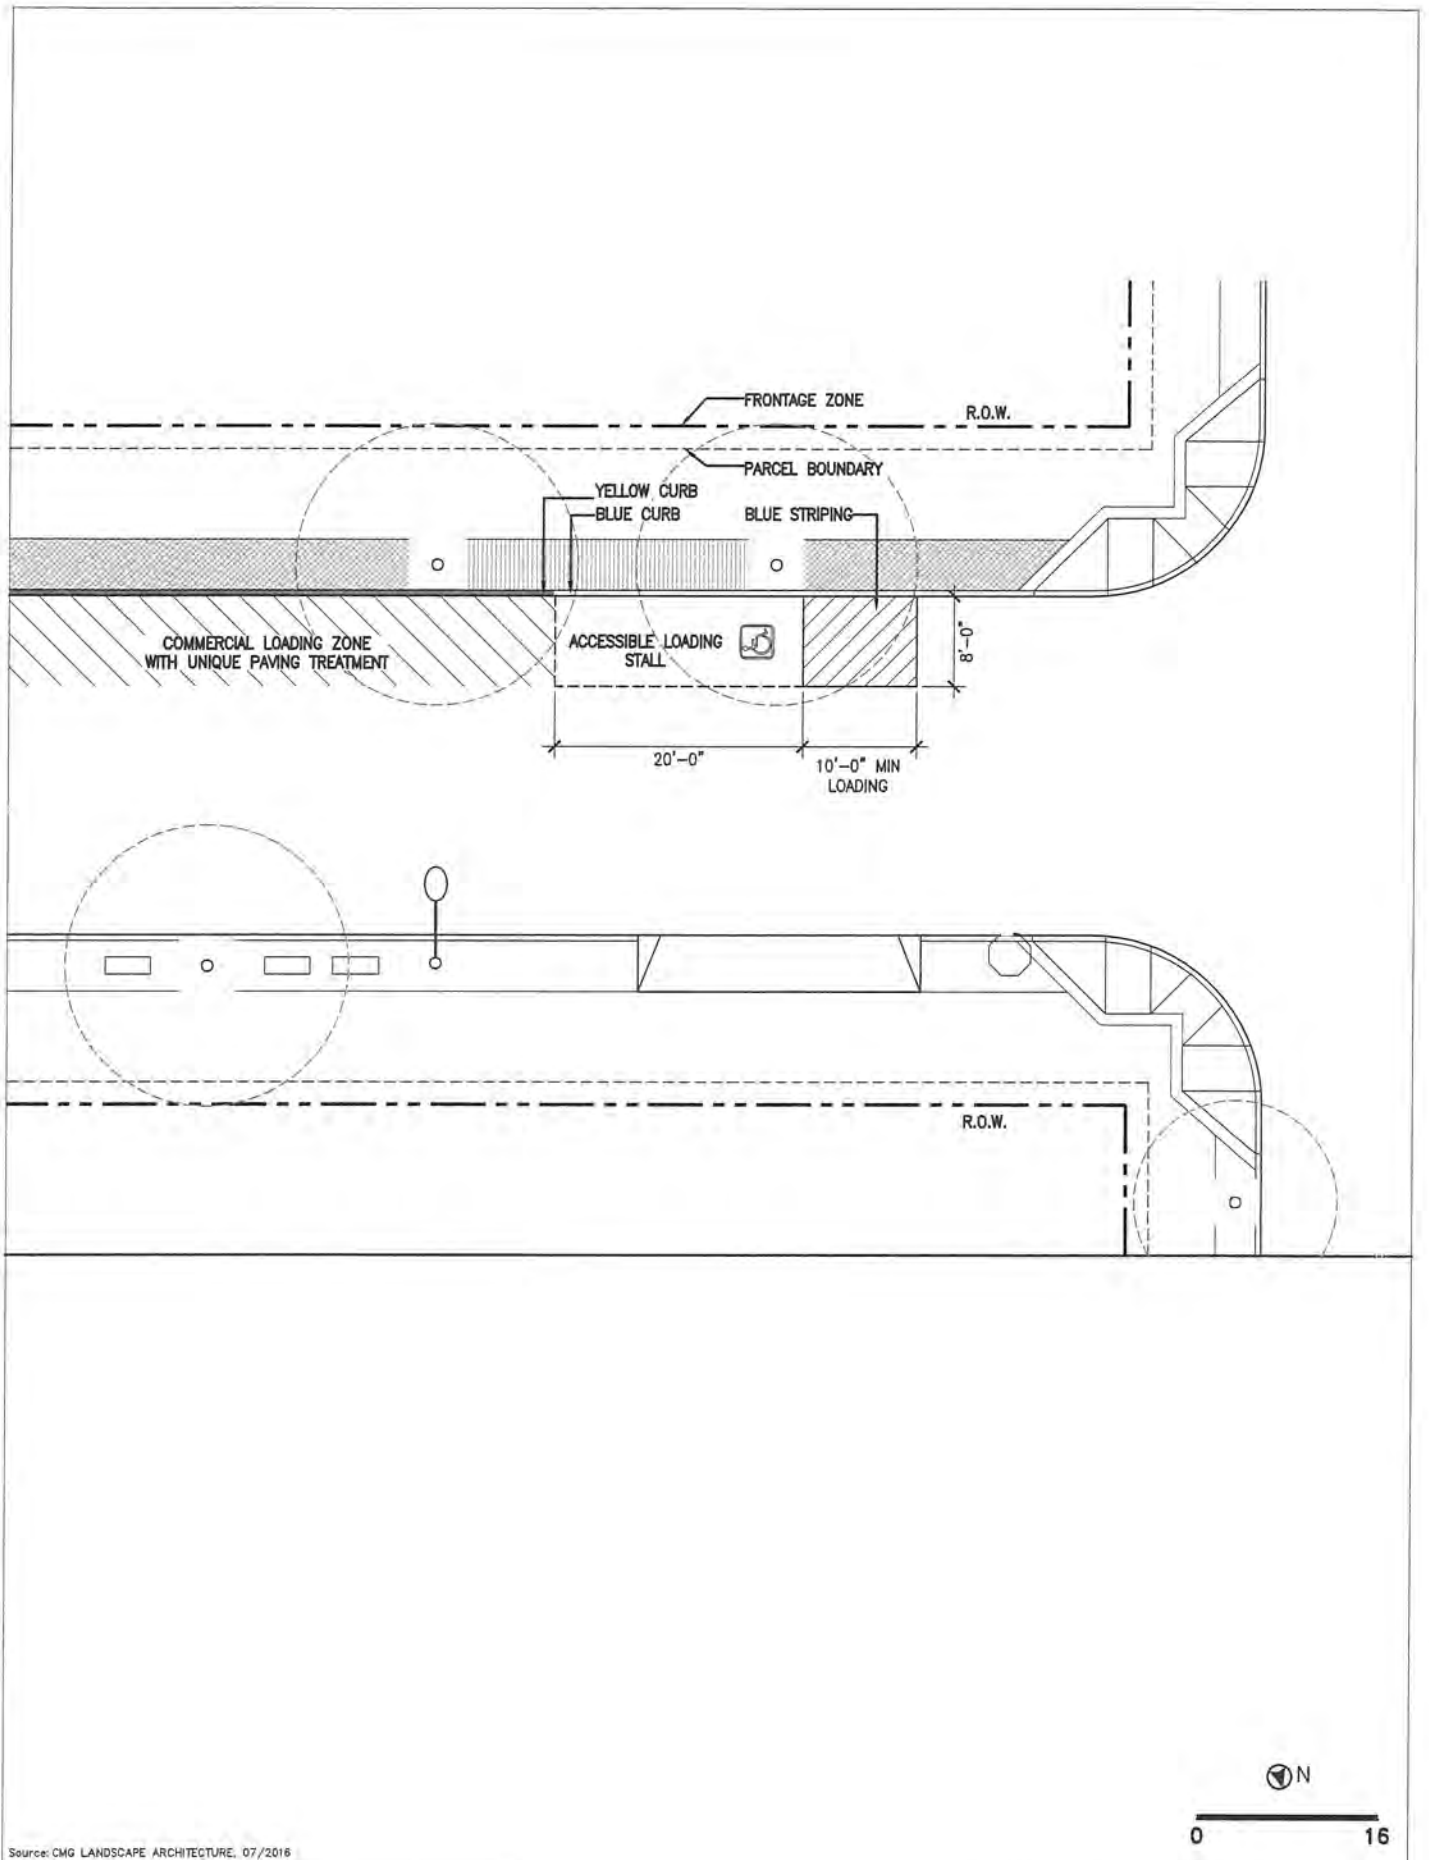 FRONTAGE ZONE
R.O.W.
PARCEL BOUNDARY
YELLOW CURB
BLUE CURB
BLUE STRIPING
COMMERCIAL LOADING ZONE
WITH UNIQUE PAVING TREATMENT
ACCESSIBLE LOADING
STALL
8'-0"
20'-0"
10'-0" MIN
LOADING
R.O.W.
N
0 16
Source: CMG LANDSCAPE ARCHITECTURE, 07/2016